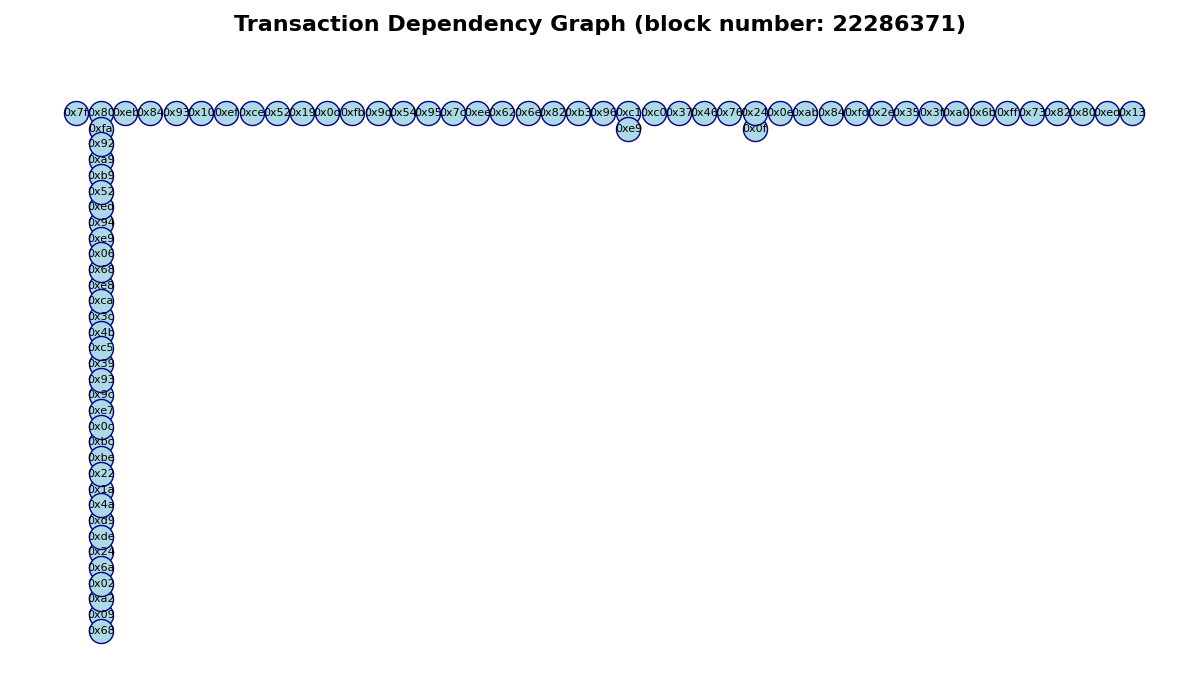 Transaction Dependency Graph (block number: 22286371)
0x7f 0x80 0xeb 0x84 0x93 0x10 0xef 0xce 0x52 0x19 0x0d 0xfb 0x9d 0x54 0x95 0x7c 0xee 0x62 0x6e 0x82 0xb3 0x96 0xc1 0xc0 0x37 0x46 0x76 0x24 0x0e 0xab 0x84 0xfd 0x2e 0x35 0x3f 0xa0 0x6b 0xff 0x73 0x82 0x80 0xed 0x13
0xfa 0xe9 0x0f
0x92
0xa9
0xb9
0x52
0xed
0x94
0xe9
0x06
0x68
0xe8
0xca
0x3c
0x4b
0xc5
0x39
0x93
0x9c
0xe7
0x0c
0xbc
0xbe
0x22
0x1a
0x4a
0xd9
0xde
0x24
0x6a
0x02
0xa2
0x09
0x68